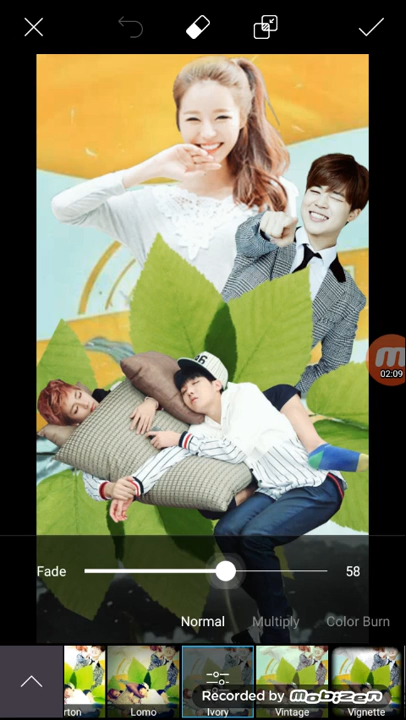 02:09
Fade 58
Normal Multiply Color Burn
rton Lomo Ivory Vintage Vignette
Recorded by Mobizen